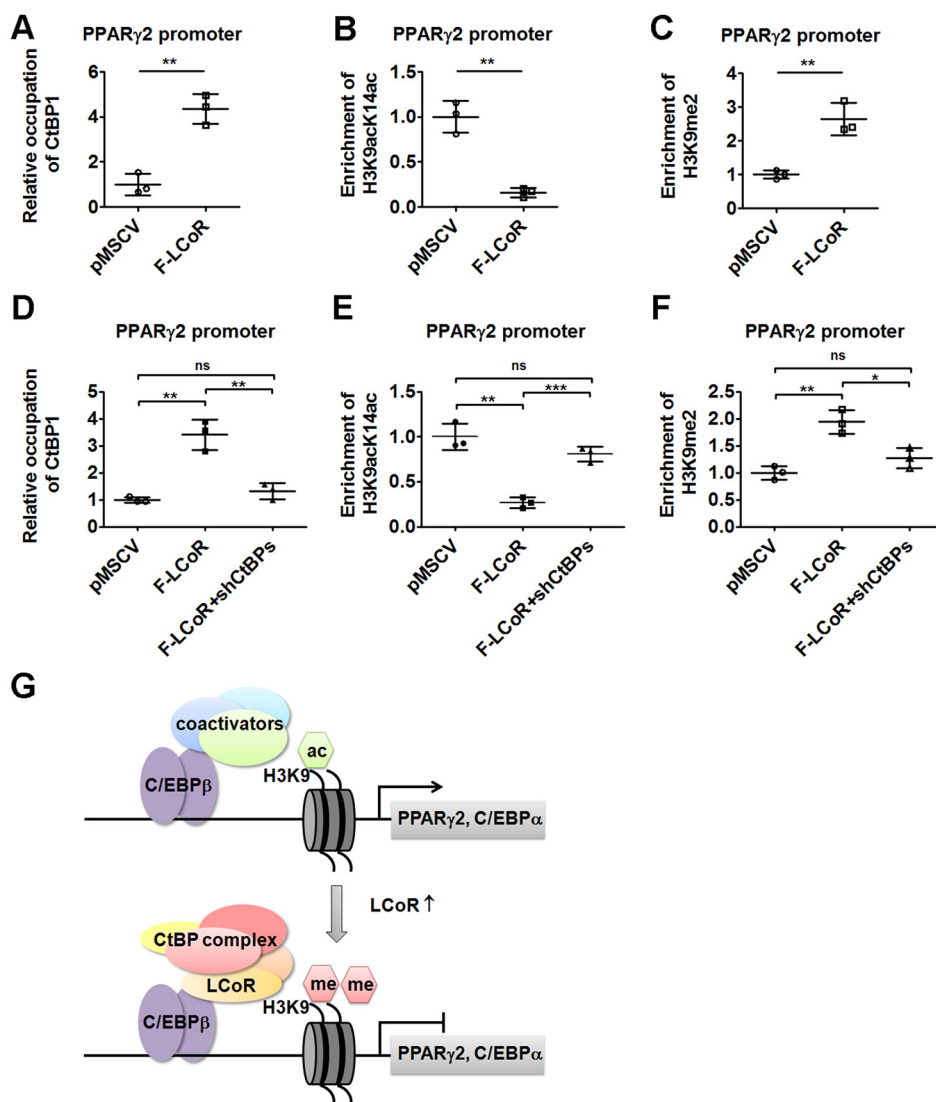 A
PPARγ2 promoter
Relative occupation
of CtBP1
**
6
4
2
0
pMSCV
F-LCoR
B
PPARγ2 promoter
Enrichment of
H3K9acK14ac
**
1.5
1.0
0.5
0.0
pMSCV
F-LCoR
C
PPARγ2 promoter
Enrichment of
H3K9me2
**
4
3
2
1
0
pMSCV
F-LCoR
D
PPARγ2 promoter
Relative occupation
of CtBP1
ns
**
**
5
4
3
2
1
0
pMSCV
F-LCoR
F-LCoR+shCtBPs
E
PPARγ2 promoter
Enrichment of
H3K9acK14ac
ns
**
***
1.5
1.0
0.5
0.0
pMSCV
F-LCoR
F-LCoR+shCtBPs
F
PPARγ2 promoter
Enrichment of
H3K9me2
ns
**
*
2.5
2.0
1.5
1.0
0.5
0.0
pMSCV
F-LCoR
F-LCoR+shCtBPs
G
coactivators
ac
C/EBPβ
H3K9
PPARγ2, C/EBPα
LCoR↑
CtBP complex
LCoR
me me
H3K9
C/EBPβ
PPARγ2, C/EBPα